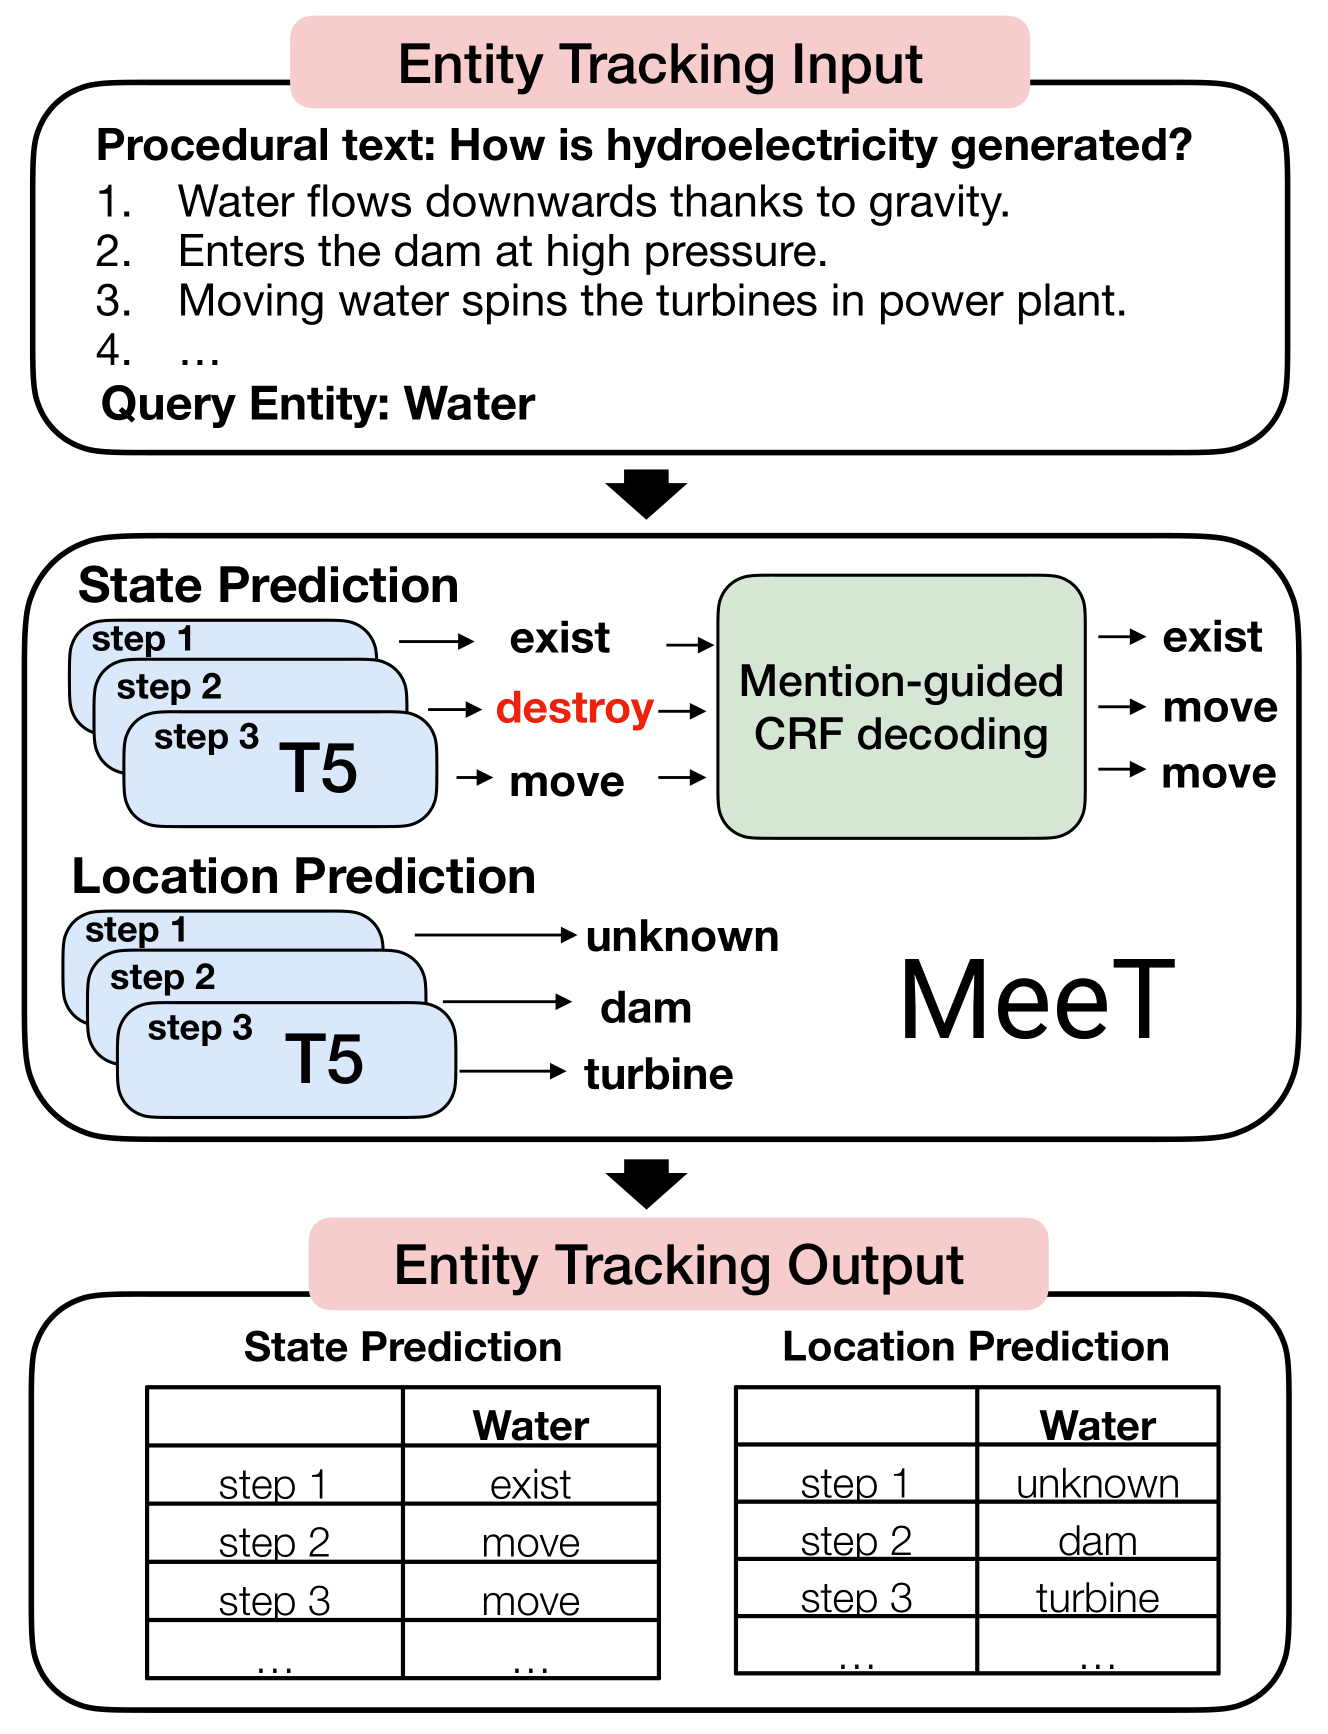 Entity Tracking Input
Procedural text: How is hydroelectricity generated?
1. Water flows downwards thanks to gravity.
2. Enters the dam at high pressure.
3. Moving water spins the turbines in power plant.
4. ...
Query Entity: Water
State Prediction
step 1
step 2
step 3 T5
exist
destroy
move
Mention-guided
CRF decoding
exist
move
move
Location Prediction
step 1
step 2
step 3 T5
unknown
dam
turbine
MeeT
Entity Tracking Output
State Prediction
Water
step 1 exist
step 2 move
step 3 move
... ...
Location Prediction
Water
step 1 unknown
step 2 dam
step 3 turbine
... ...